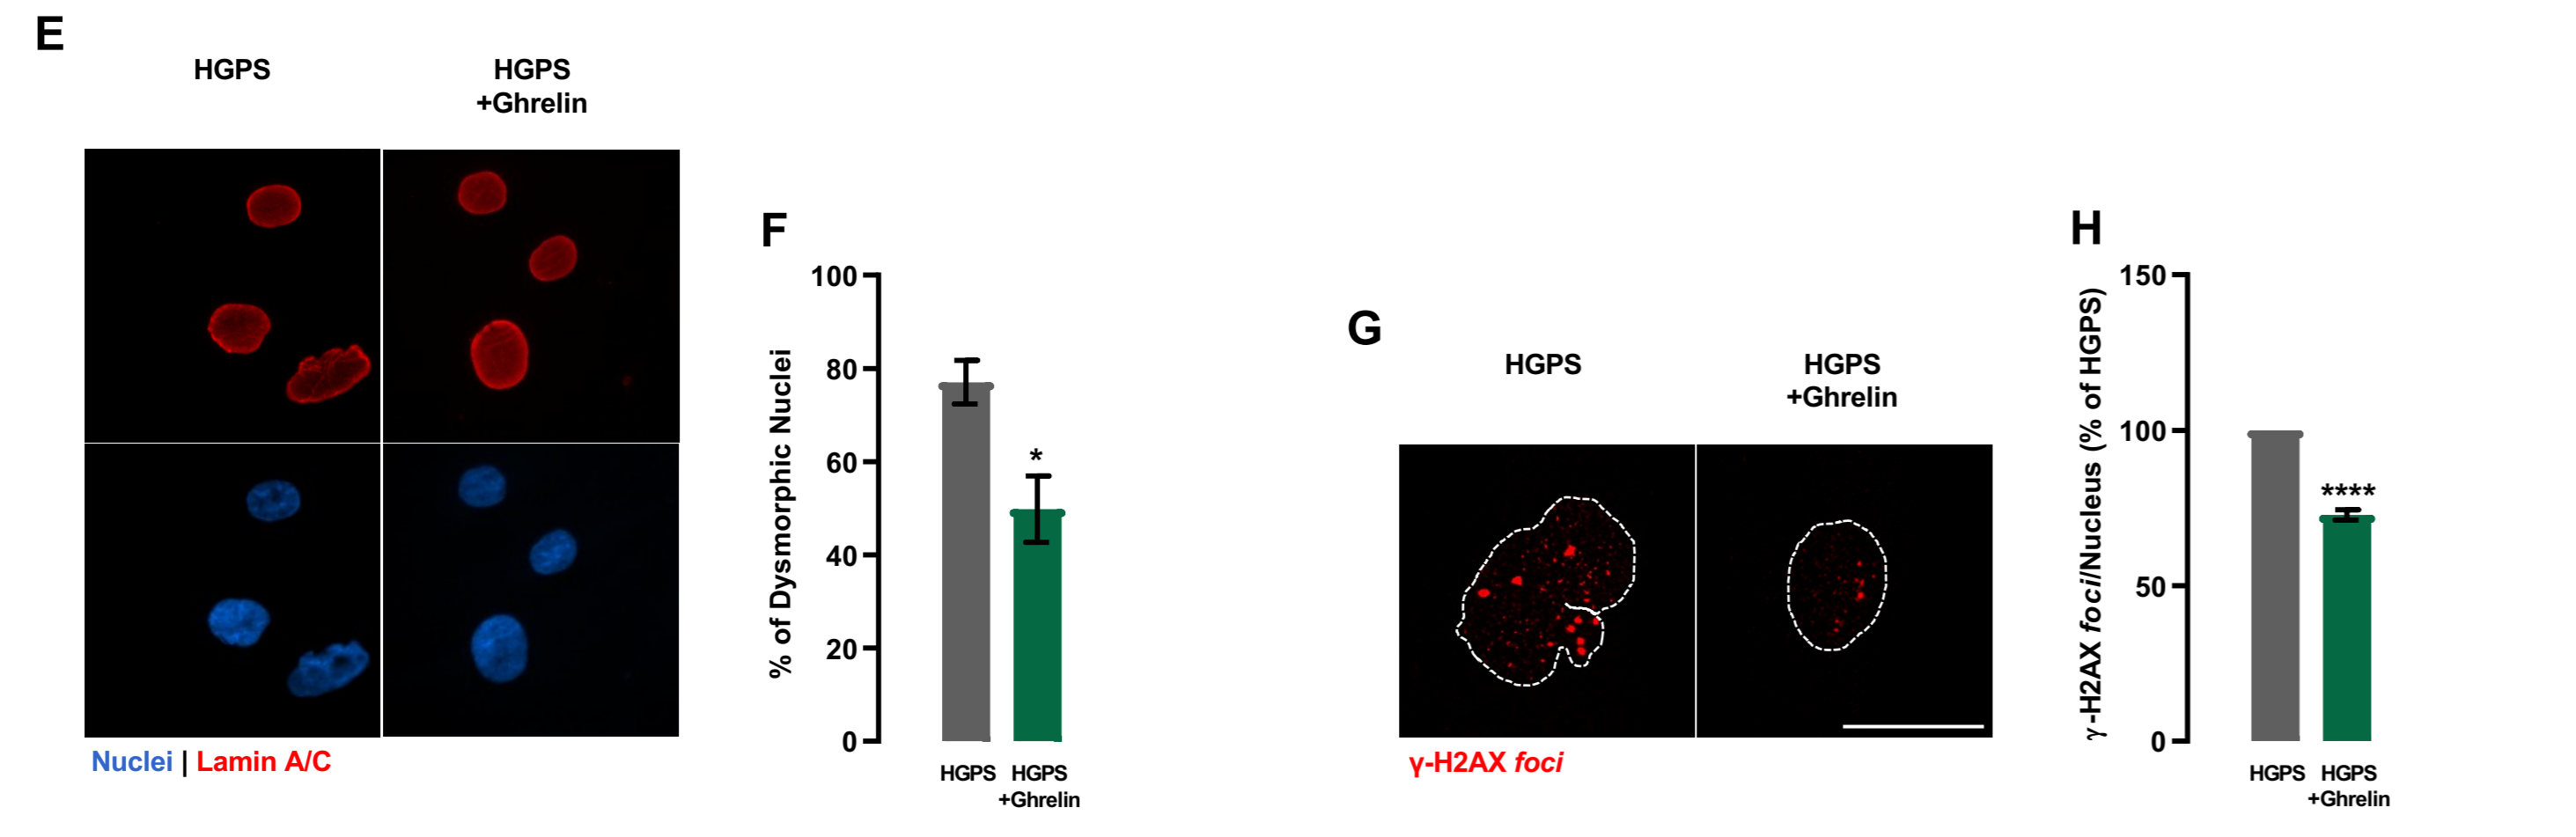 E
HGPS
HGPS
+Ghrelin
Nuclei | Lamin A/C
F
% of Dysmorphic Nuclei
100
80
60
40
20
0
*
HGPS
HGPS
+Ghrelin
G
HGPS
HGPS
+Ghrelin
γ-H2AX foci
H
γ-H2AX foci/Nucleus (% of HGPS)
150
100
50
0
****
HGPS
HGPS
+Ghrelin